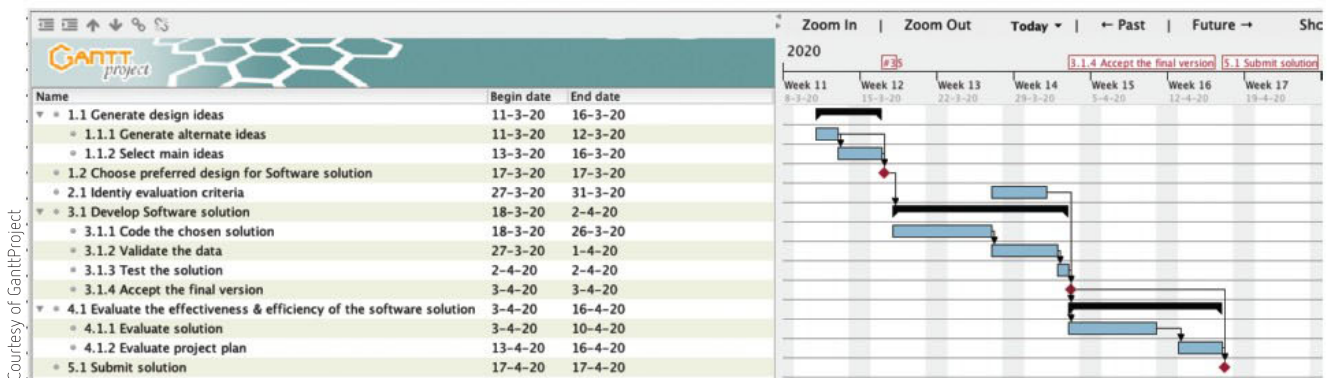 Zoom In | Zoom Out Today ▾ | ← Past | Future → Sho
2020
3.1.4 Accept the final version 5.1 Submit solution
Week 11 Week 12 Week 13 Week 14 Week 15 Week 16 Week 17
8-3-20 15-3-20 22-3-20 29-3-20 5-4-20 12-4-20 19-4-20
GANTT
project
Name Begin date End date
1.1 Generate design ideas 11-3-20 16-3-20
1.1.1 Generate alternate ideas 11-3-20 12-3-20
1.1.2 Select main ideas 13-3-20 16-3-20
1.2 Choose preferred design for Software solution 17-3-20 17-3-20
2.1 Identiy evaluation criteria 27-3-20 31-3-20
3.1 Develop Software solution 18-3-20 2-4-20
3.1.1 Code the chosen solution 18-3-20 26-3-20
3.1.2 Validate the data 27-3-20 1-4-20
3.1.3 Test the solution 2-4-20 2-4-20
3.1.4 Accept the final version 3-4-20 3-4-20
4.1 Evaluate the effectiveness & efficiency of the software solution 3-4-20 16-4-20
4.1.1 Evaluate solution 3-4-20 10-4-20
4.1.2 Evaluate project plan 13-4-20 16-4-20
5.1 Submit solution 17-4-20 17-4-20
Courtesy of GanttProject